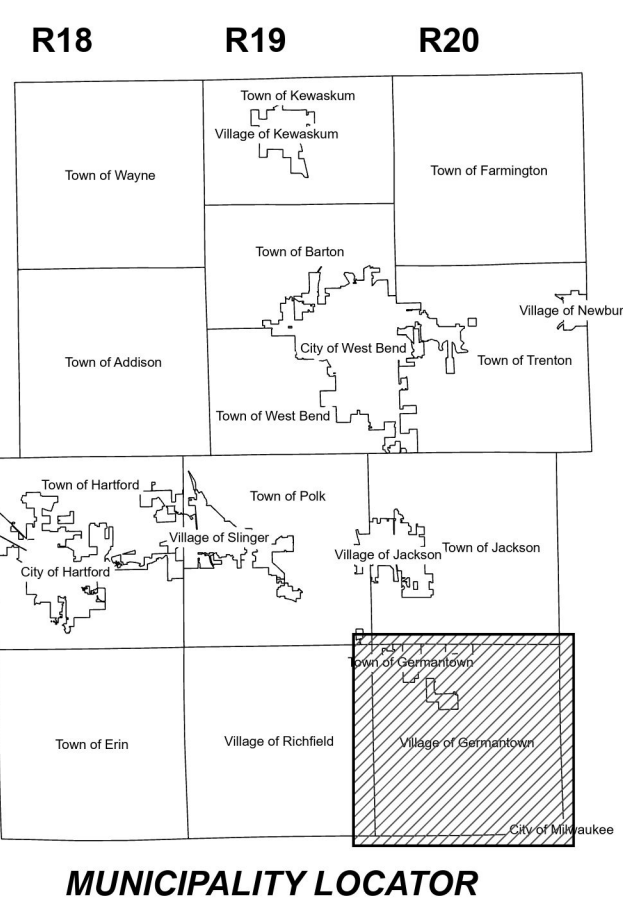 R18 R19 R20
Town of Kewaskum
Village of Kewaskum
Town of Wayne
Town of Farmington
Town of Barton
Village of Newbur
City of West Bend
Town of Addison
Town of Trenton
Town of West Bend
Town of Hartford
Town of Polk
Village of Slinger
Village of Jackson
Town of Jackson
City of Hartford
Town of Germantown
Town of Erin
Village of Richfield
Village of Germantown
City of Milwaukee
MUNICIPALITY LOCATOR